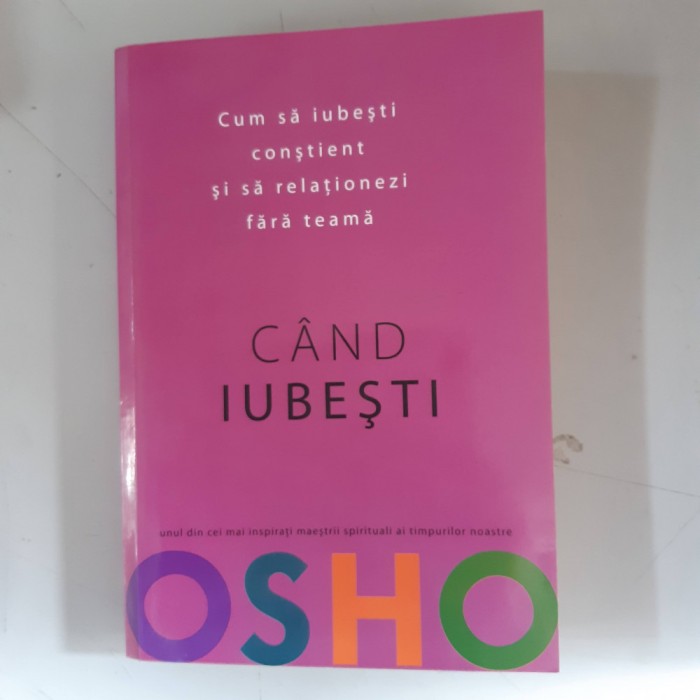 Cum să iubești
conștient
și să relaționezi
fără teamă
CÂND
IUBEȘTI
unul din cei mai inspirați maeștrii spirituali ai timpurilor noastre
OSHO